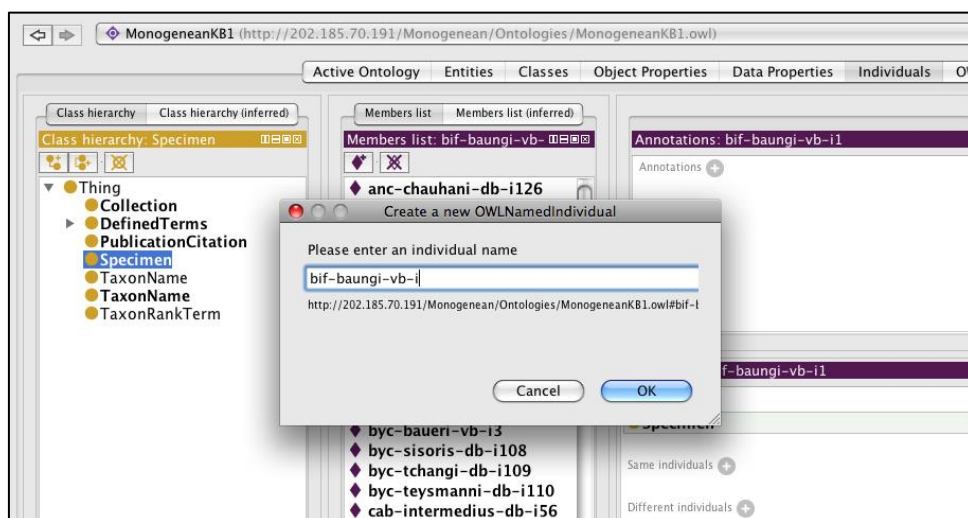 MonogeneanKB1 (http://202.185.70.191/Monogenean/Ontologies/MonogeneanKB1.owl)
Active Ontology Entities Classes Object Properties Data Properties Individuals
Class hierarchy Class hierarchy (inferred)
Members list Members list (inferred)
Class hierarchy: Specimen
Members list: bif-baungi-vb-
Annotations: bif-baungi-vb-i1
Annotations
Thing
Collection
DefinedTerms
PublicationCitation
Specimen
TaxonName
TaxonName
TaxonRankTerm
anc-chauhani-db-i126
Create a new OWLNamedIndividual
Please enter an individual name
bif-baungi-vb-i
http://202.185.70.191/Monogenean/Ontologies/MonogeneanKB1.owl#bif-b
Cancel OK
f-baungi-vb-i1
Specimen
byc-baueri-vb-i3
byc-sisoris-db-i108
byc-tchangi-db-i109
byc-teysmanni-db-i110
cab-intermedius-db-i56
Same individuals
Different individuals